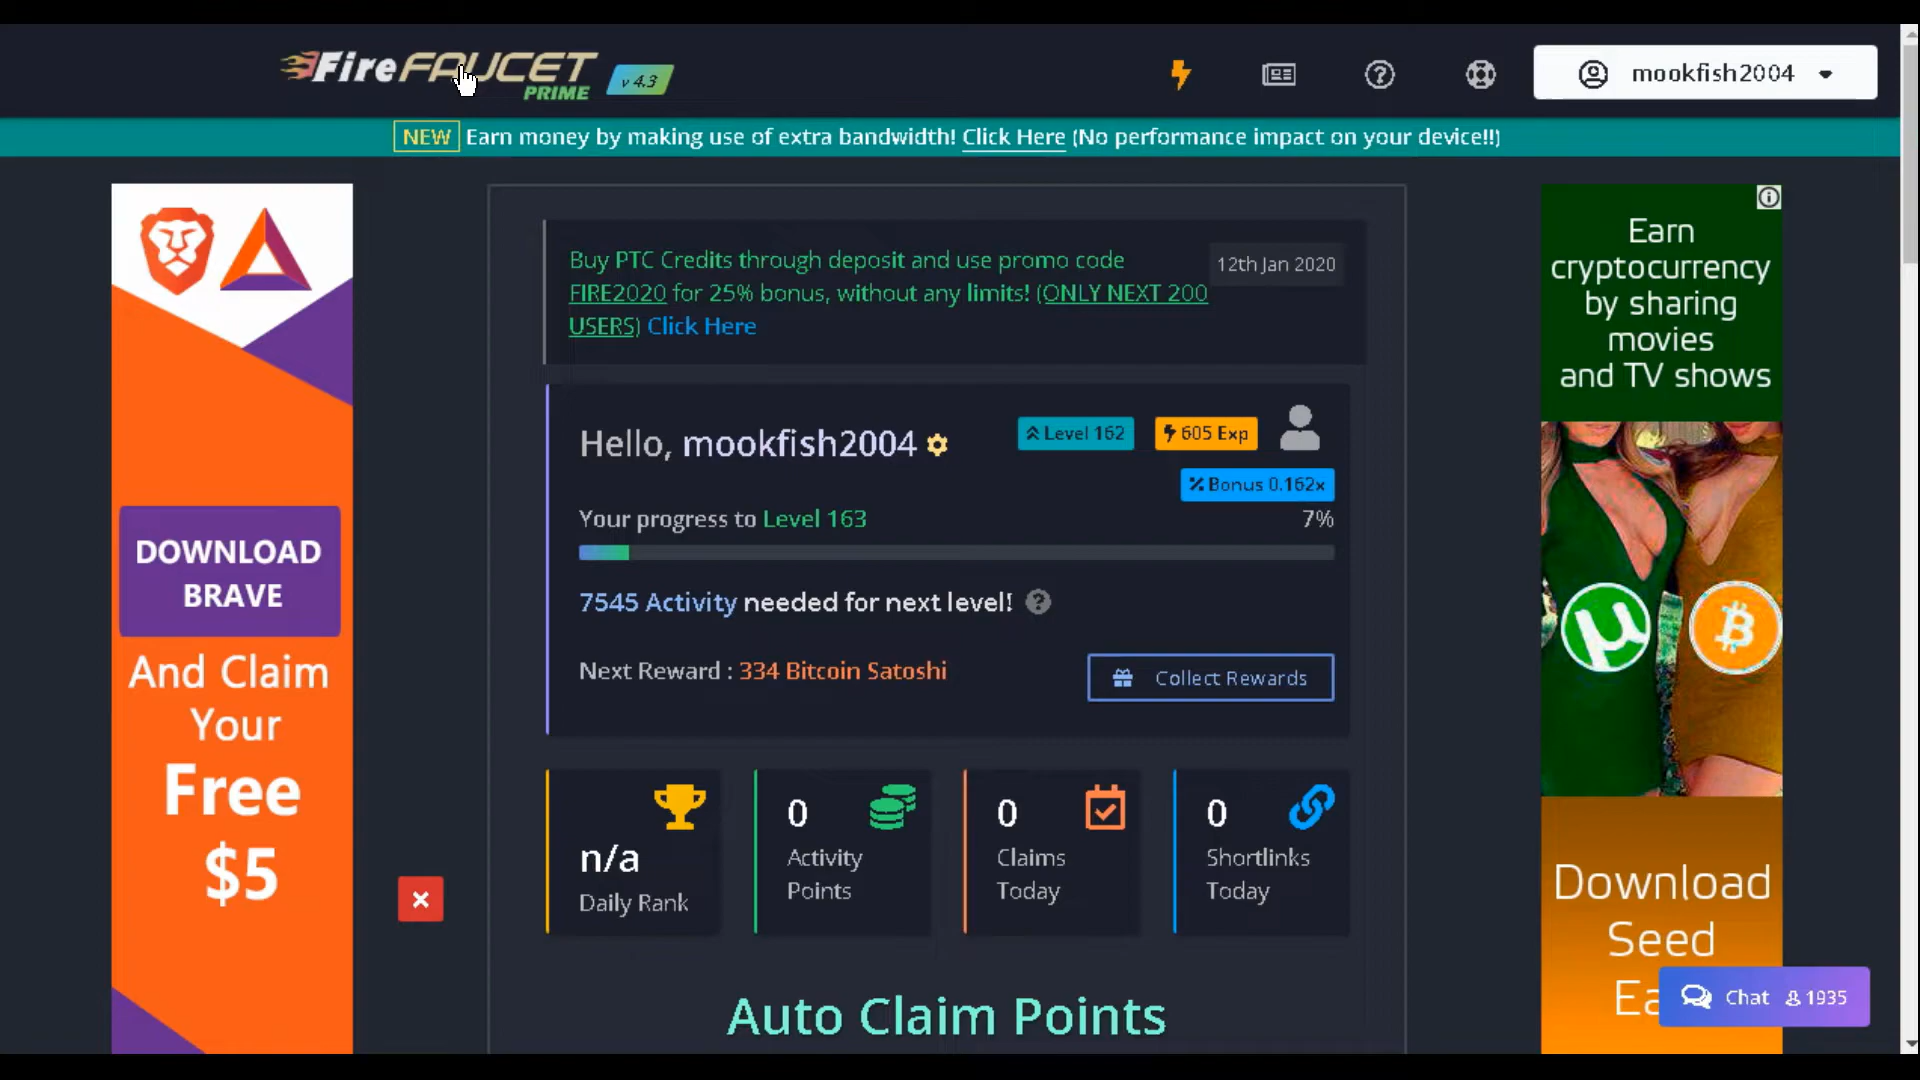 FireFAUCET
PRIME
v 4.3
mookfish2004
NEW Earn money by making use of extra bandwidth! Click Here (No performance impact on your device!!)
DOWNLOAD
BRAVE
And Claim
Your
Free
$5
Buy PTC Credits through deposit and use promo code
FIRE2020 for 25% bonus, without any limits! (ONLY NEXT 200
USERS) Click Here
12th Jan 2020
Hello, mookfish2004
Level 162
605 Exp
Bonus 0.162x
Your progress to Level 163
7%
7545 Activity needed for next level!
Next Reward : 334 Bitcoin Satoshi
Collect Rewards
n/a
Daily Rank
0
Activity
Points
0
Claims
Today
0
Shortlinks
Today
Auto Claim Points
Earn
cryptocurrency
by sharing
movies
and TV shows
Download
Seed
Chat 1935